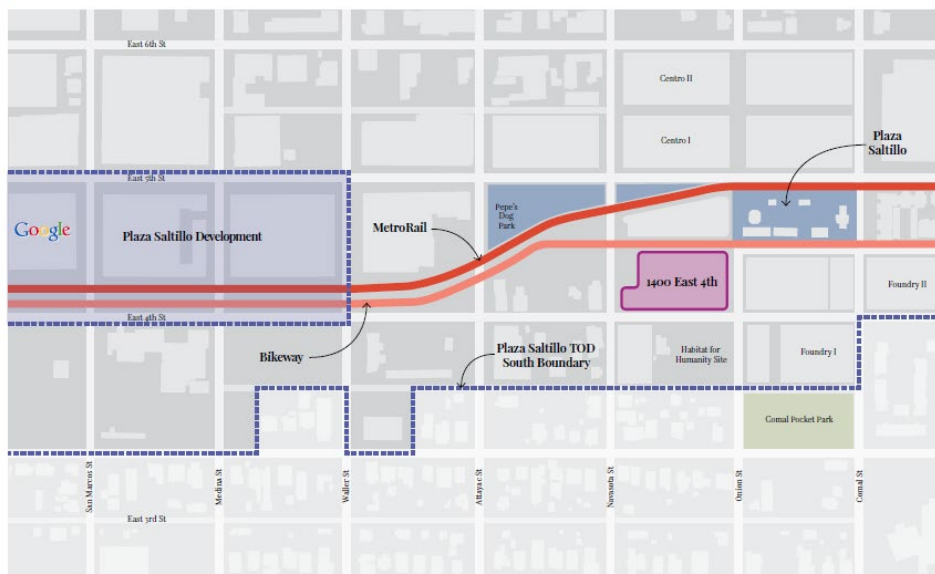 East 6th St
Centro II
Centro I
Plaza
Saltillo
East 5th St
Google
Plaza Saltillo Development
MetroRail
Pepe's
Dog
Park
1400 East 4th
Foundry II
East 4th St
Bikeway
Plaza Saltillo TOD
South Boundary
Habitat for
Humanity Site
Foundry I
Comal Pocket Park
San Marcos St
Medina St
Waller St
Attayac St
Navasota St
Onion St
Comal St
East 3rd St